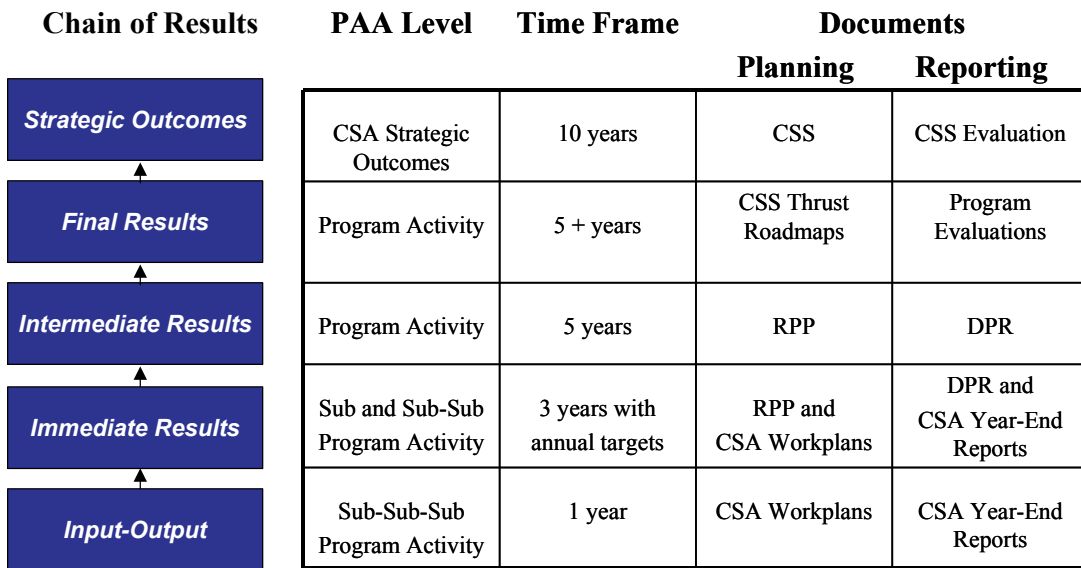 Chain of Results PAA Level Time Frame Documents
Planning Reporting
Strategic Outcomes
CSA Strategic
Outcomes
10 years
CSS
CSS Evaluation
Final Results
Program Activity
5 + years
CSS Thrust
Roadmaps
Program
Evaluations
Intermediate Results
Program Activity
5 years
RPP
DPR
Immediate Results
Sub and Sub-Sub
Program Activity
3 years with
annual targets
RPP and
CSA Workplans
DPR and
CSA Year-End
Reports
Input-Output
Sub-Sub-Sub
Program Activity
1 year
CSA Workplans
CSA Year-End
Reports